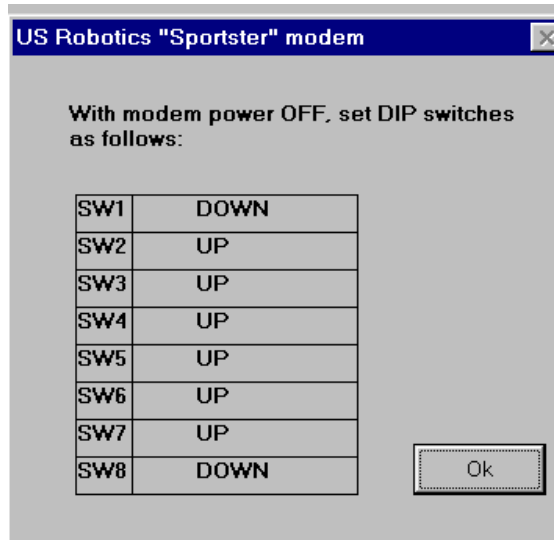 US Robotics "Sportster" modem
With modem power OFF, set DIP switches
as follows:
SW1 DOWN
SW2 UP
SW3 UP
SW4 UP
SW5 UP
SW6 UP
SW7 UP
SW8 DOWN
Ok